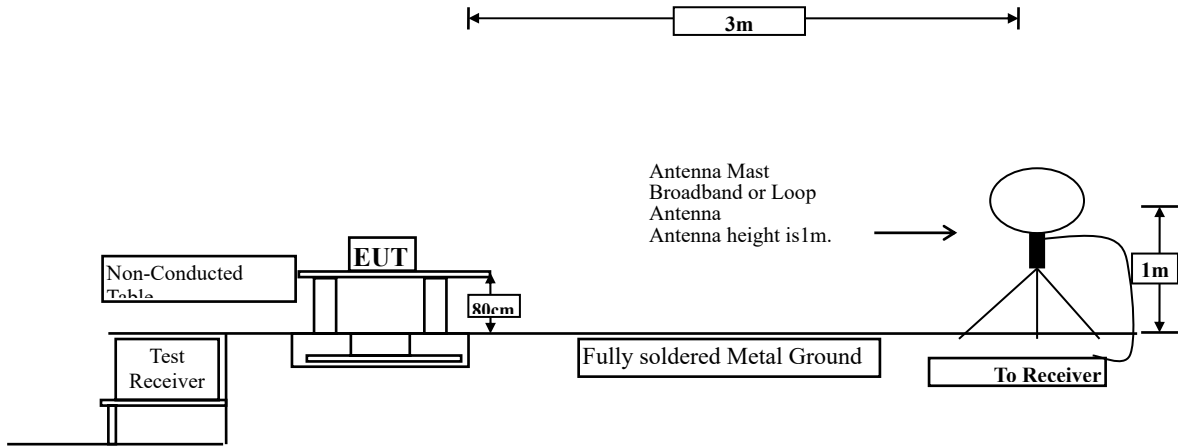 3m
Antenna Mast
Broadband or Loop
Antenna
Antenna height is1m.
EUT
Non-Conducted
Table
80cm
1m
Test
Receiver
Fully soldered Metal Ground
To Receiver